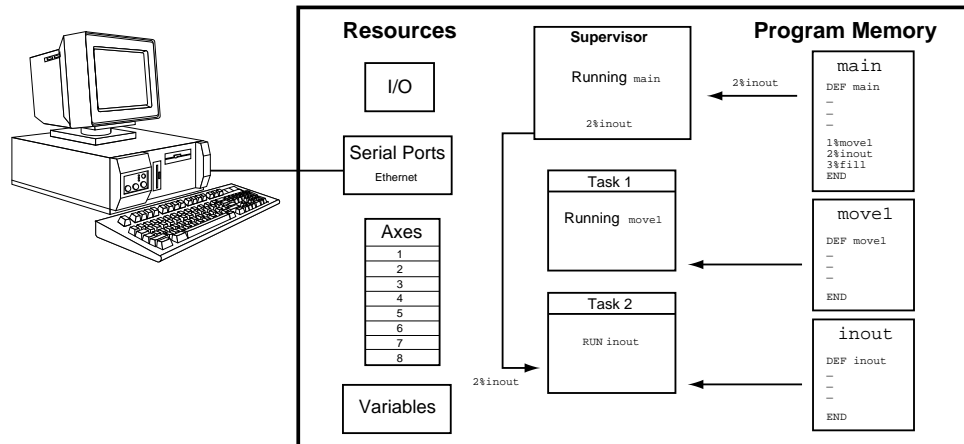 Resources
I/O
Serial Ports
Ethernet
Axes
1
2
3
4
5
6
7
8
Variables
Supervisor
Running main
2%inout
2%inout
Task 1
Running move1
Task 2
RUN inout
2%inout
Program Memory
main
DEF main
–
–
–
1%move1
2%inout
3%fill
END
move1
DEF move1
–
–
–
END
inout
DEF inout
–
–
–
END